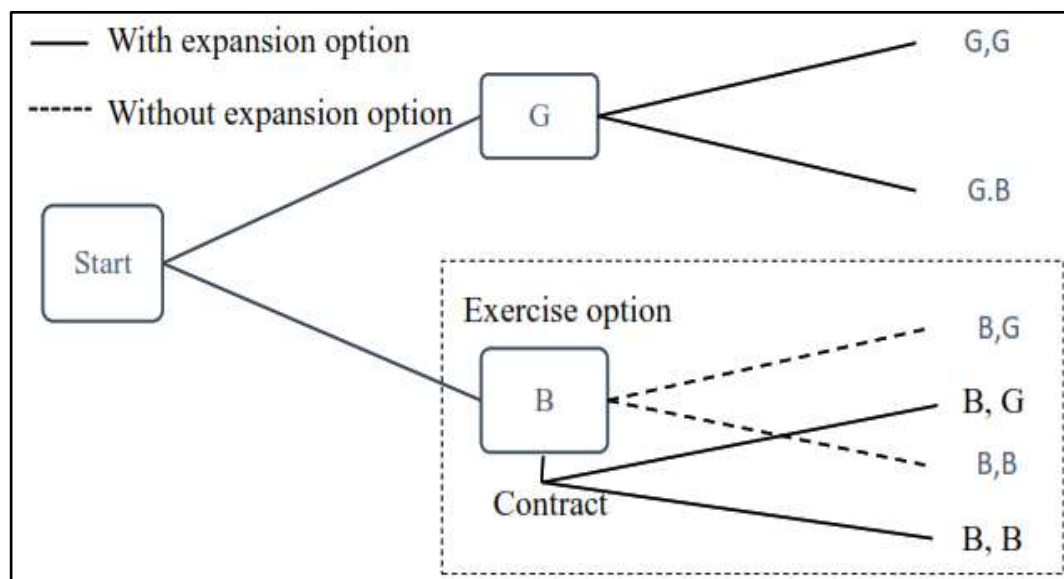 With expansion option
Without expansion option
G,G
G
G.B
Start
Exercise option
B,G
B
B, G
B,B
Contract
B, B